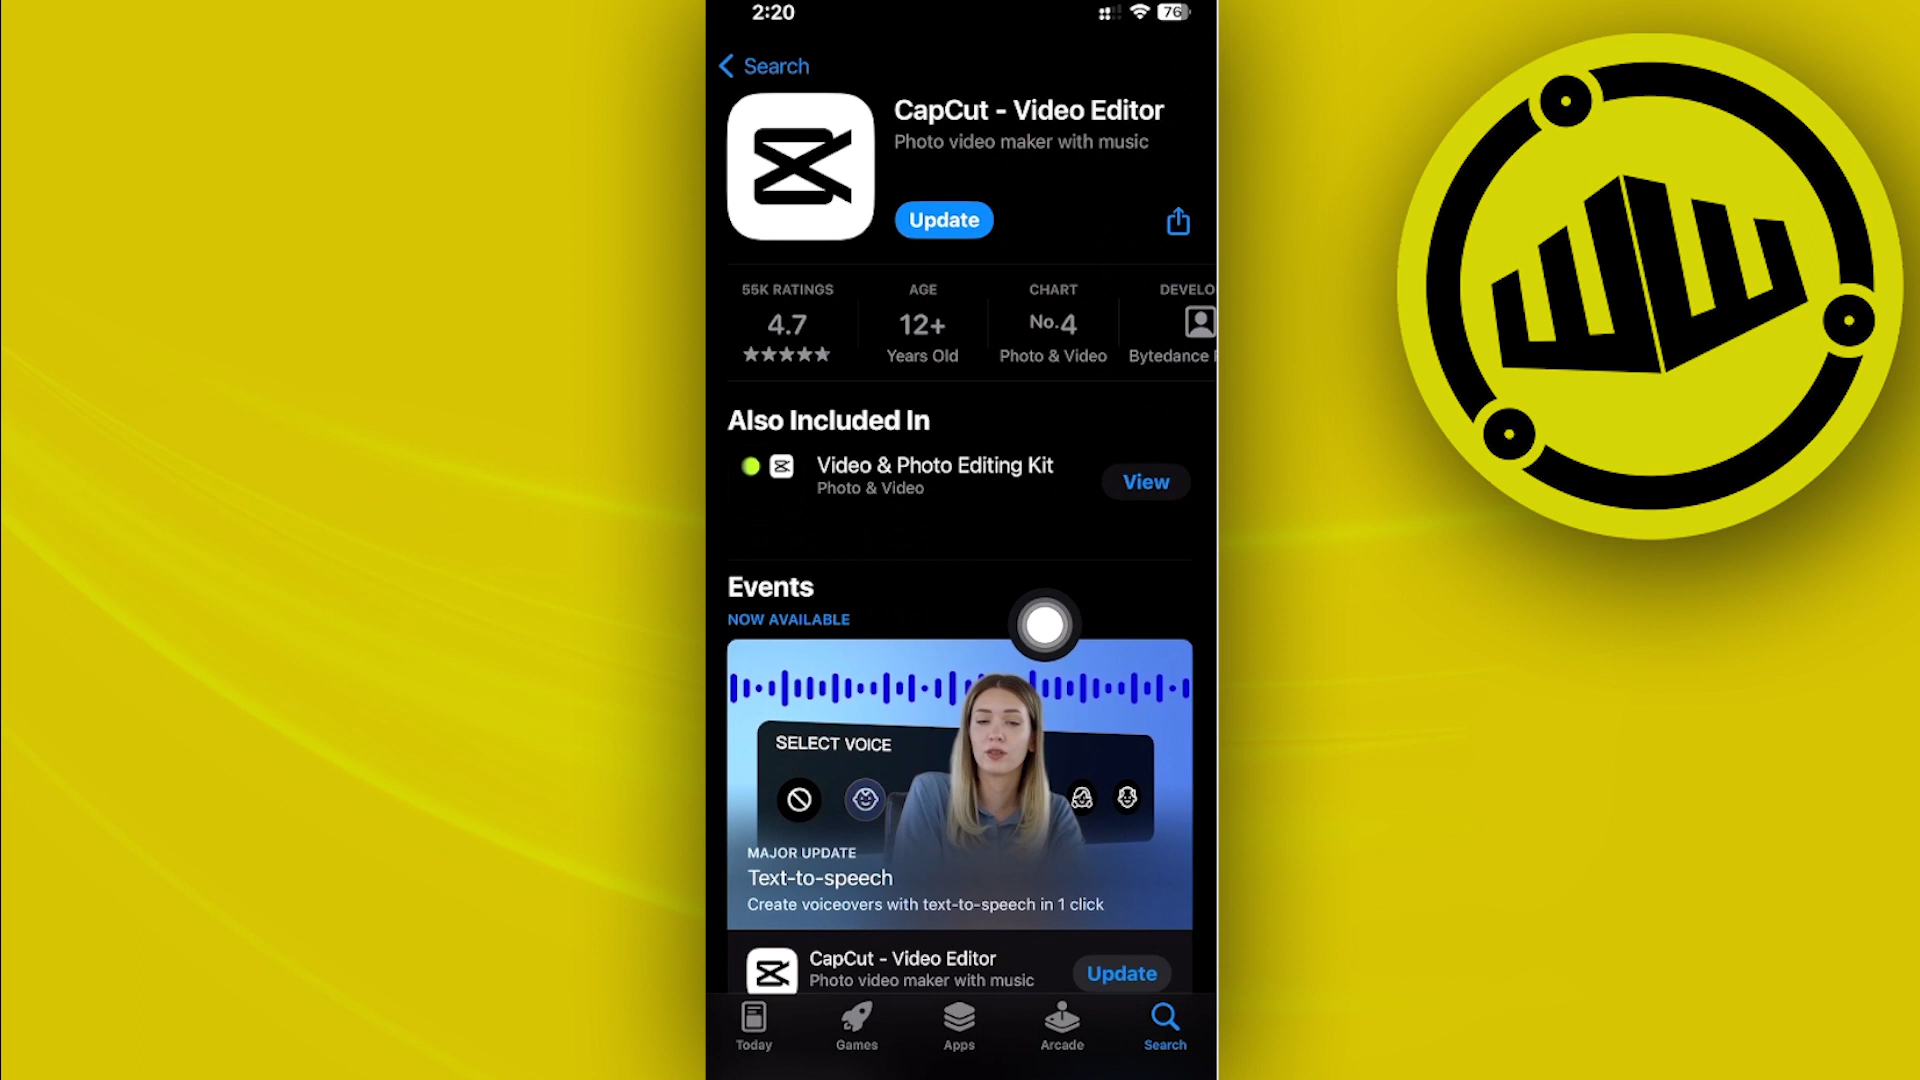 2:20
76
Search
CapCut - Video Editor
Photo video maker with music
Update
55K RATINGS
AGE
CHART
DEVELO
4.7
12+
No.4
Years Old
Photo & Video
Bytedance
Also Included In
Video & Photo Editing Kit
Photo & Video
View
Events
NOW AVAILABLE
SELECT VOICE
MAJOR UPDATE
Text-to-speech
Create voiceovers with text-to-speech in 1 click
CapCut - Video Editor
Photo video maker with music
Update
Today
Games
Apps
Arcade
Search